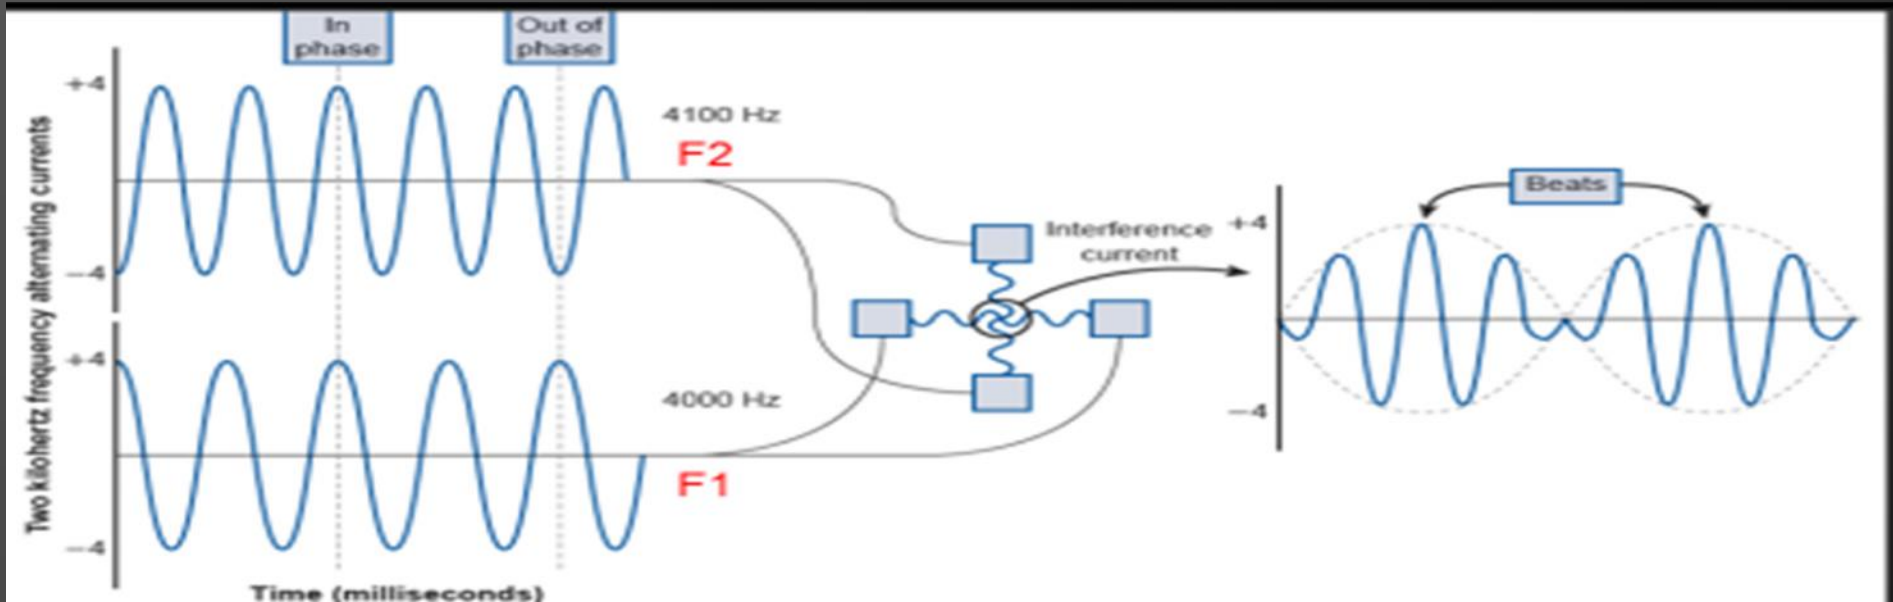 In
phase
Out of
phase
Two kilohertz frequency alternating currents
+4
−4
4100 Hz
F2
+4
−4
4000 Hz
F1
Time (milliseconds)
Interference
current
Beats
+4
−4